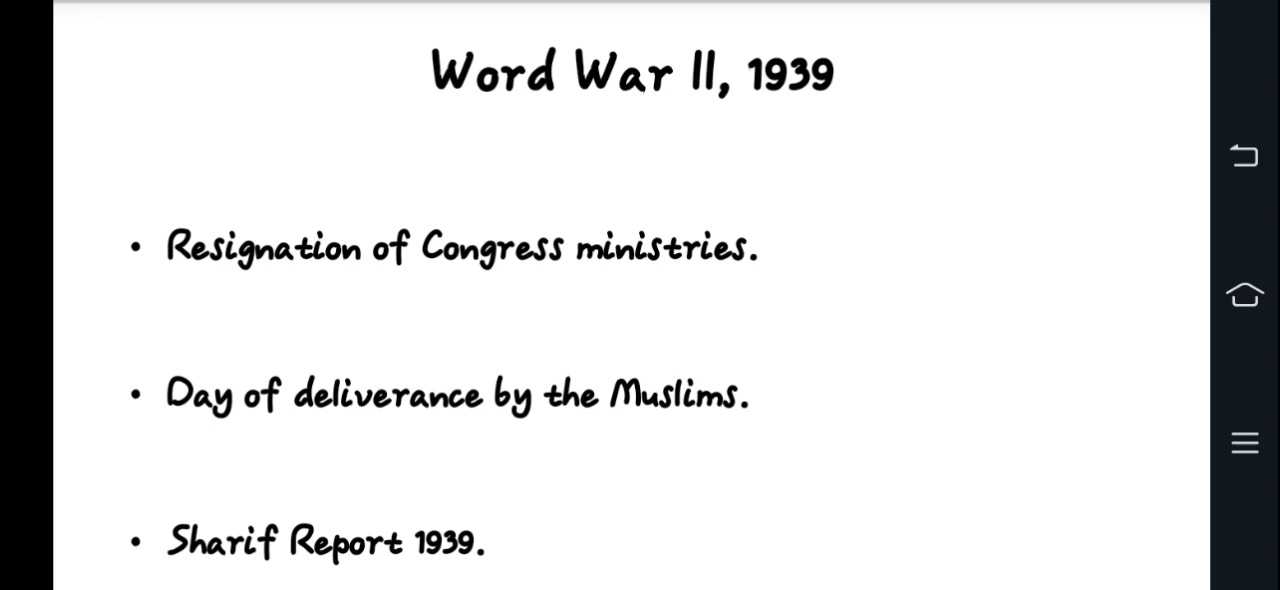 Word War II, 1939
• Resignation of Congress ministries.
• Day of deliverance by the Muslims.
• Sharif Report 1939.